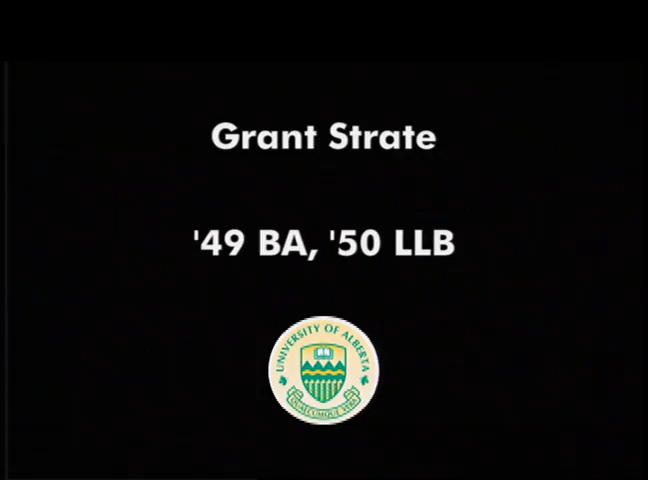 Grant Strate
'49 BA, '50 LLB
UNIVERSITY OF ALBERTA
QUAECUMQUE VERA